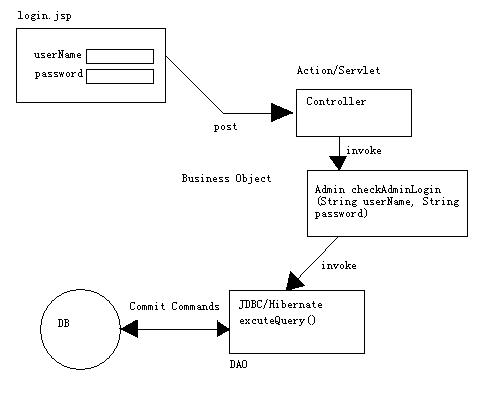 login.jsp
userName
password
Action/Servlet
Controller
post
invoke
Business Object
Admin checkAdminLogin
(String userName, String
password)
invoke
JDBC/Hibernate
excuteQuery()
Commit Commands
DB
DAO